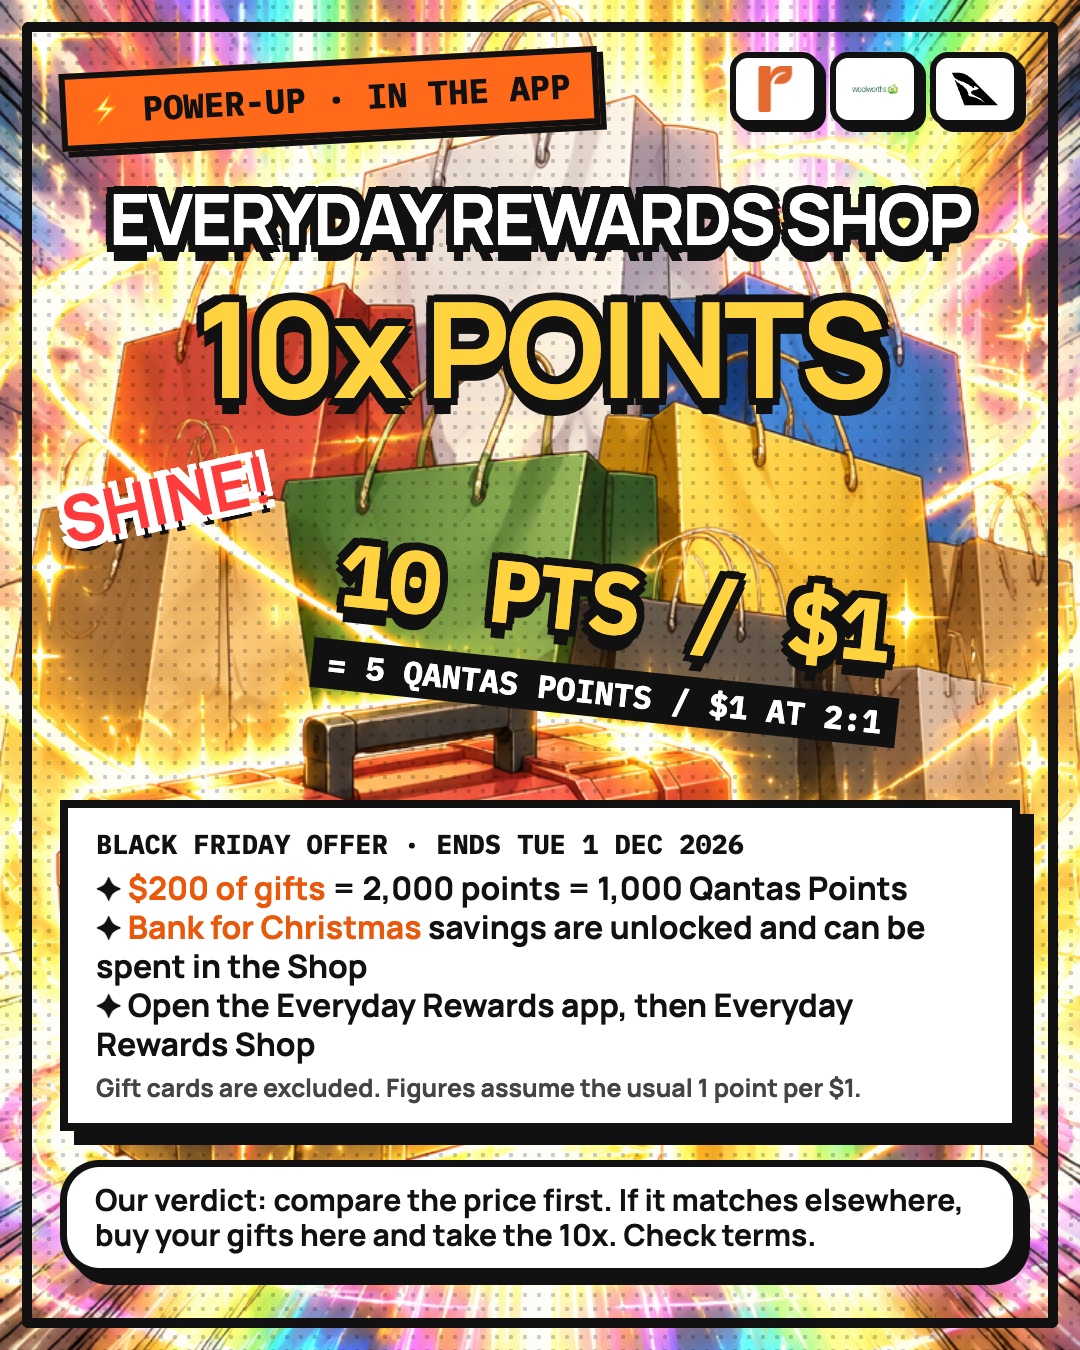 ⚡ POWER-UP · IN THE APP
r
woolworths
EVERYDAY REWARDS SHOP
10x POINTS
SHINE!
10 PTS / $1
= 5 QANTAS POINTS / $1 AT 2:1
BLACK FRIDAY OFFER · ENDS TUE 1 DEC 2026
✦ $200 of gifts = 2,000 points = 1,000 Qantas Points
✦ Bank for Christmas savings are unlocked and can be
spent in the Shop
✦ Open the Everyday Rewards app, then Everyday
Rewards Shop
Gift cards are excluded. Figures assume the usual 1 point per $1.
Our verdict: compare the price first. If it matches elsewhere,
buy your gifts here and take the 10x. Check terms.